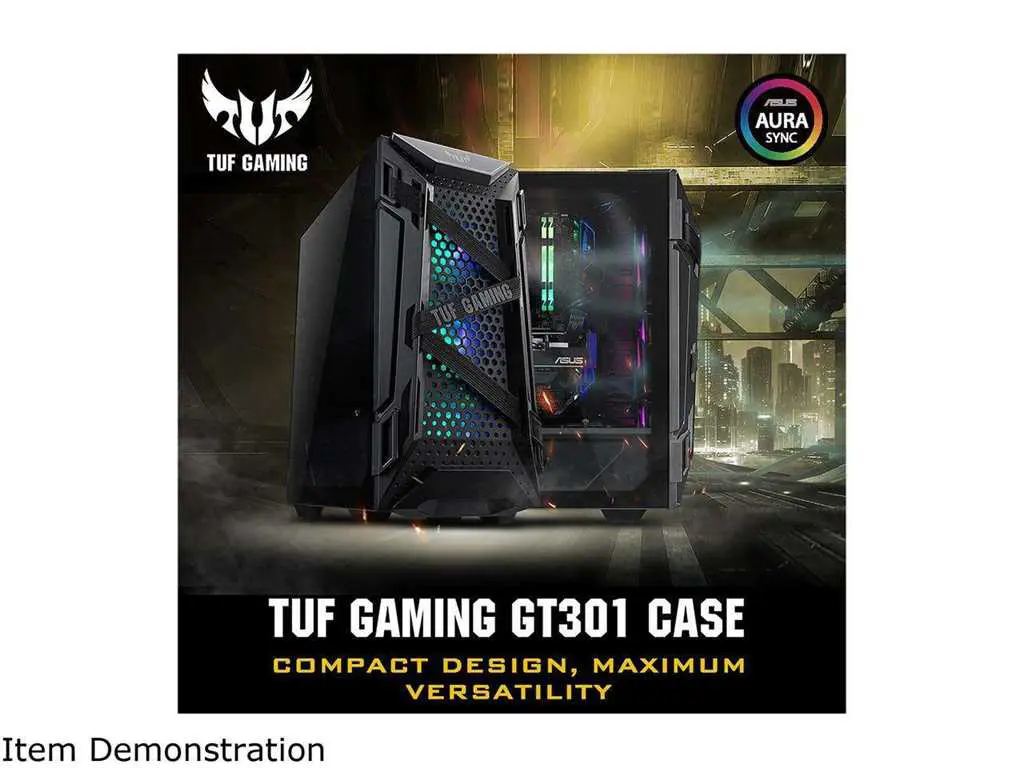 TUF GAMING
ASUS
AURA
SYNC
TUF GAMING
ASUS
TUF GAMING GT301 CASE
COMPACT DESIGN, MAXIMUM
VERSATILITY
Item Demonstration